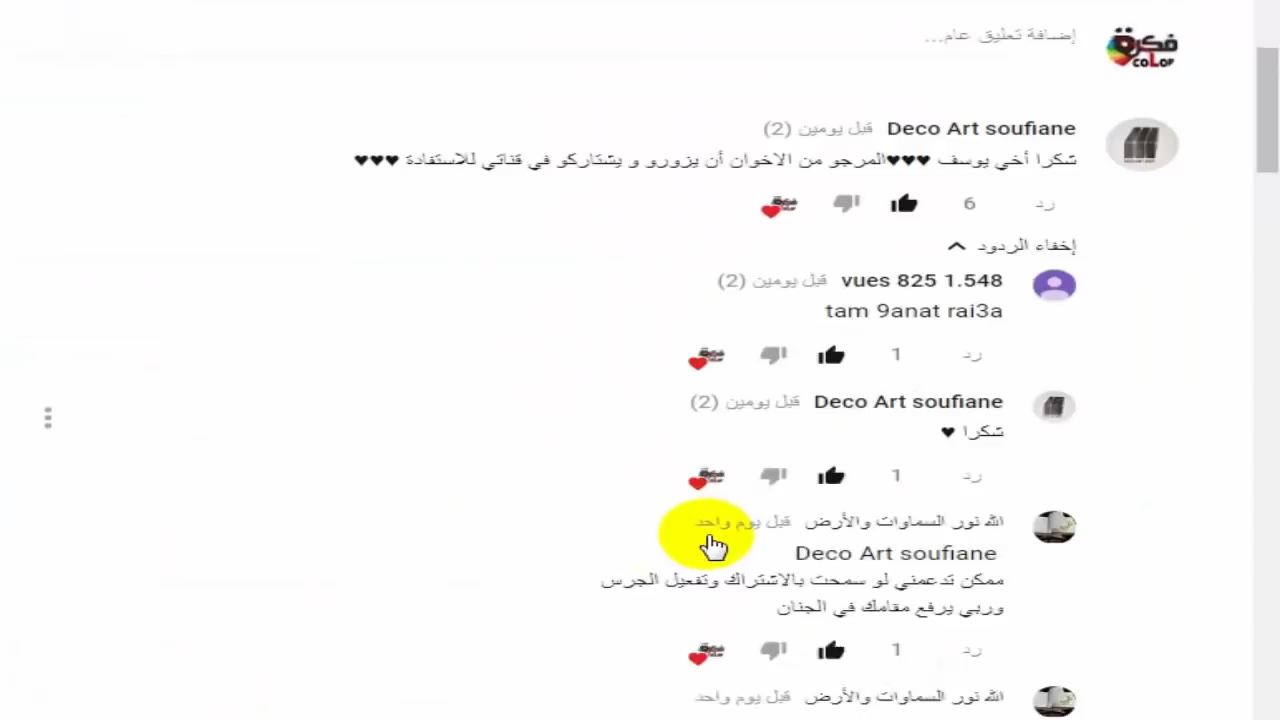 إضافة تعليق عام...
فكرة
coLor
Deco Art soufiane قبل يومين (2)
شكرا أخي يوسف ♥♥♥المرجو من الاخوان أن يزورو و يشتاركو في قناتي للاستفادة ♥♥♥
رد 6
إخفاء الردود
vues 825 1.548 قبل يومين (2)
tam 9anat rai3a
رد 1
Deco Art soufiane قبل يومين (2)
شكرا ♥
رد 1
الله نور السماوات والأرض قبل يوم واحد
Deco Art soufiane
ممكن تدعمني لو سمحت بالاشتراك وتفعيل الجرس
وربي يرفع مقامك في الجنان
رد 1
الله نور السماوات والأرض قبل يوم واحد